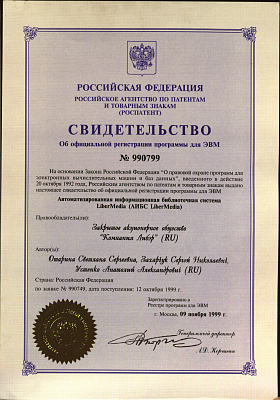 РОССИЙСКАЯ ФЕДЕРАЦИЯ
РОССИЙСКОЕ АГЕНТСТВО ПО ПАТЕНТАМ
И ТОВАРНЫМ ЗНАКАМ
(РОСПАТЕНТ)
СВИДЕТЕЛЬСТВО
Об официальной регистрации программы для ЭВМ
№ 990799
На основании Закона Российской Федерации "О правовой охране программ для
электронных вычислительных машин и баз данных", введенного в действие
20 октября 1992 года, Российским агентством по патентам и товарным знакам выдано
настоящее свидетельство об официальной регистрации программы для ЭВМ
Автоматизированная информационная библиотечная система
LiberMedia (АИБС LiberMedia)
Правообладатель(ли):
Закрытое акционерное общество
"Компания Либэр" (RU)
Автор(ы):
Опарина Светлана Сергеевна, Захарчук Сергей Николаевич,
Устенко Анатолий Александрович (RU)
Страна: Российская Федерация
по заявке № 990749, дата поступления: 12 октября 1999 г.
Зарегистрировано в
Реестре программ для ЭВМ
г. Москва, 09 ноября 1999 г.
Генеральный директор
А.Д. Корчагин